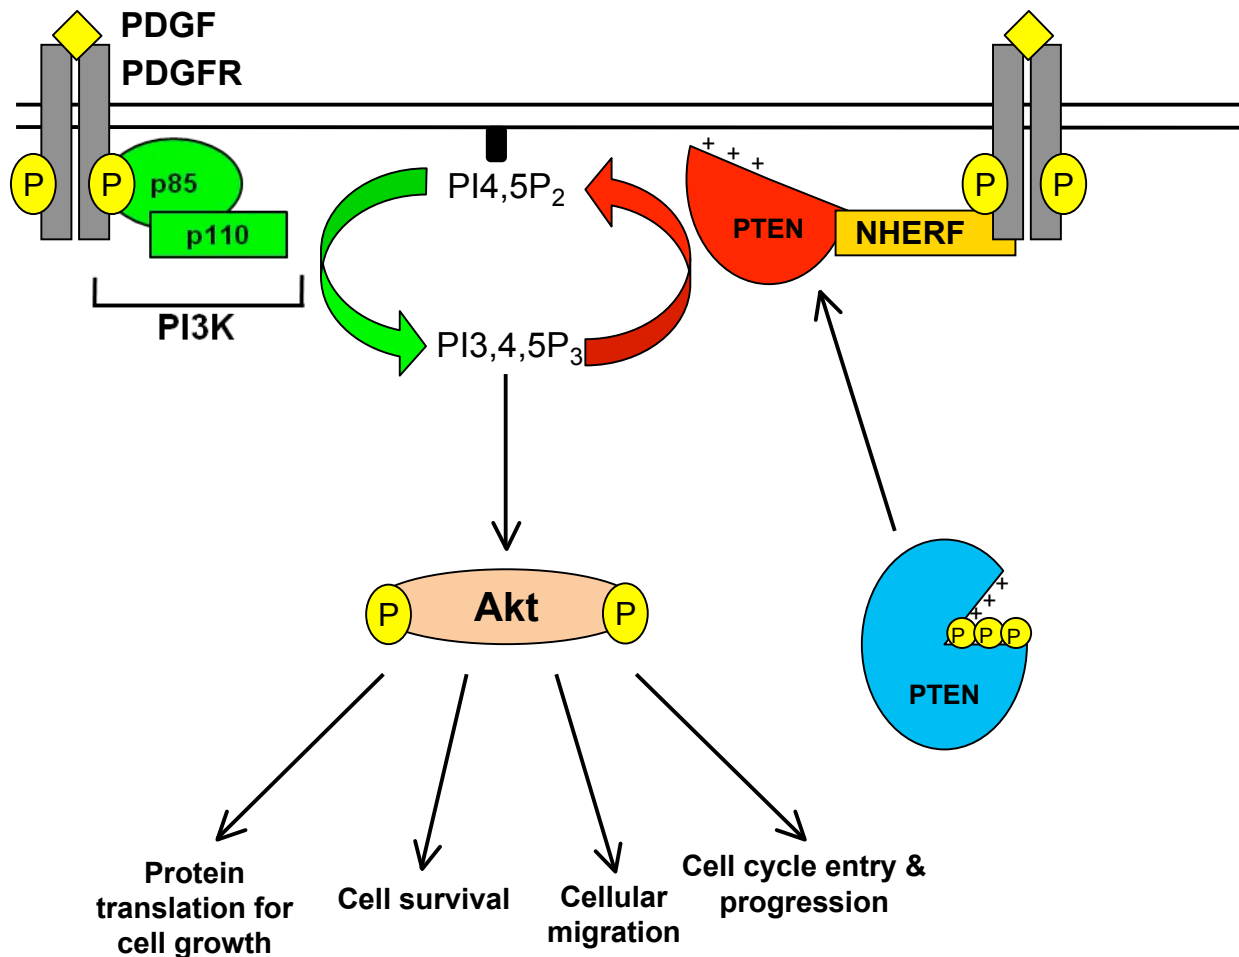 PDGF
PDGFR
P
P
p85
p110
PI3K
PI4,5P2
PI3,4,5P3
+ + +
PTEN
NHERF
P
P
Akt
P
P
+ + +
P P P
PTEN
Protein
translation for
cell growth
Cell survival
Cellular
migration
Cell cycle entry &
progression